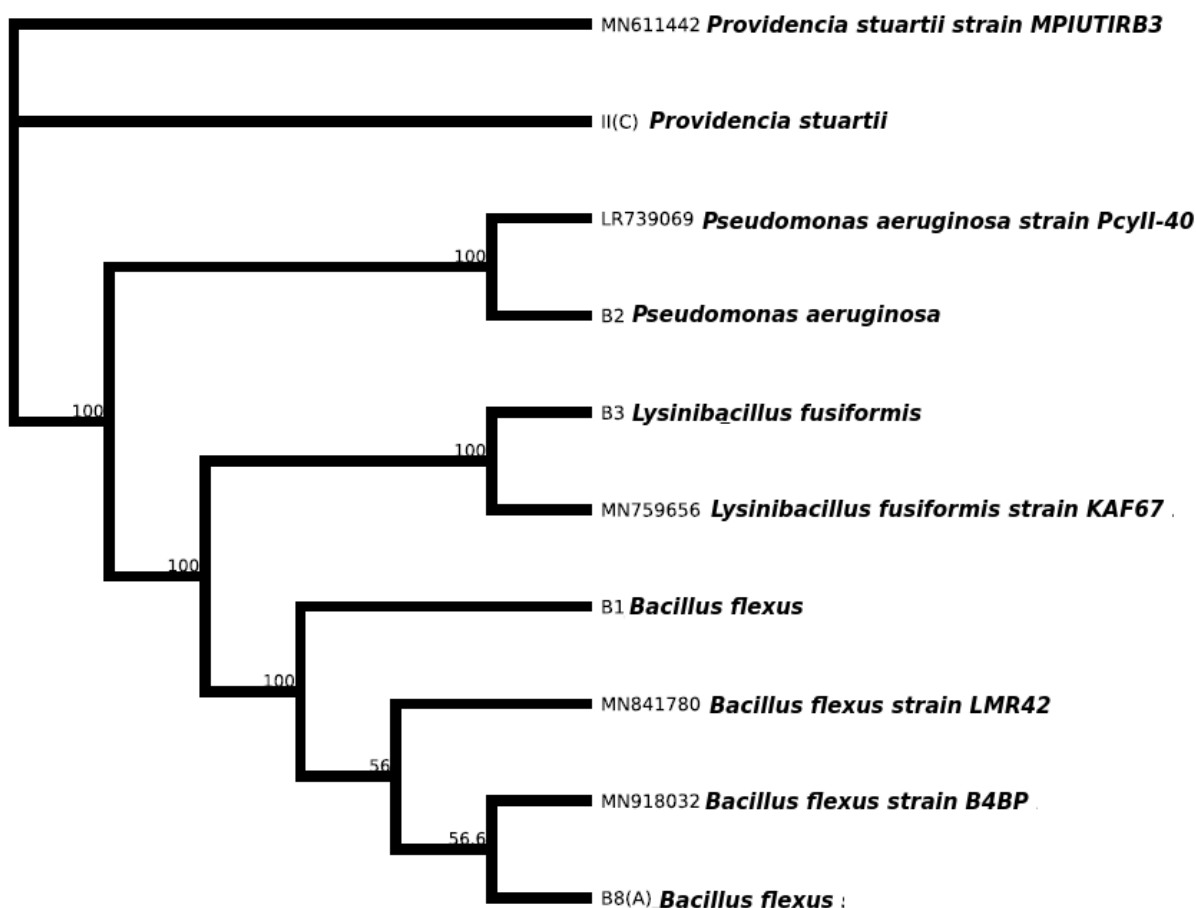 MN611442 Providencia stuartii strain MPIUTIRB3
II(C) Providencia stuartii
LR739069 Pseudomonas aeruginosa strain PcyII-40
100
B2 Pseudomonas aeruginosa
100
B3 Lysinibacillus fusiformis
100
MN759656 Lysinibacillus fusiformis strain KAF67
100
B1 Bacillus flexus
100
MN841780 Bacillus flexus strain LMR42
56
MN918032 Bacillus flexus strain B4BP
56.6
B8(A) Bacillus flexus